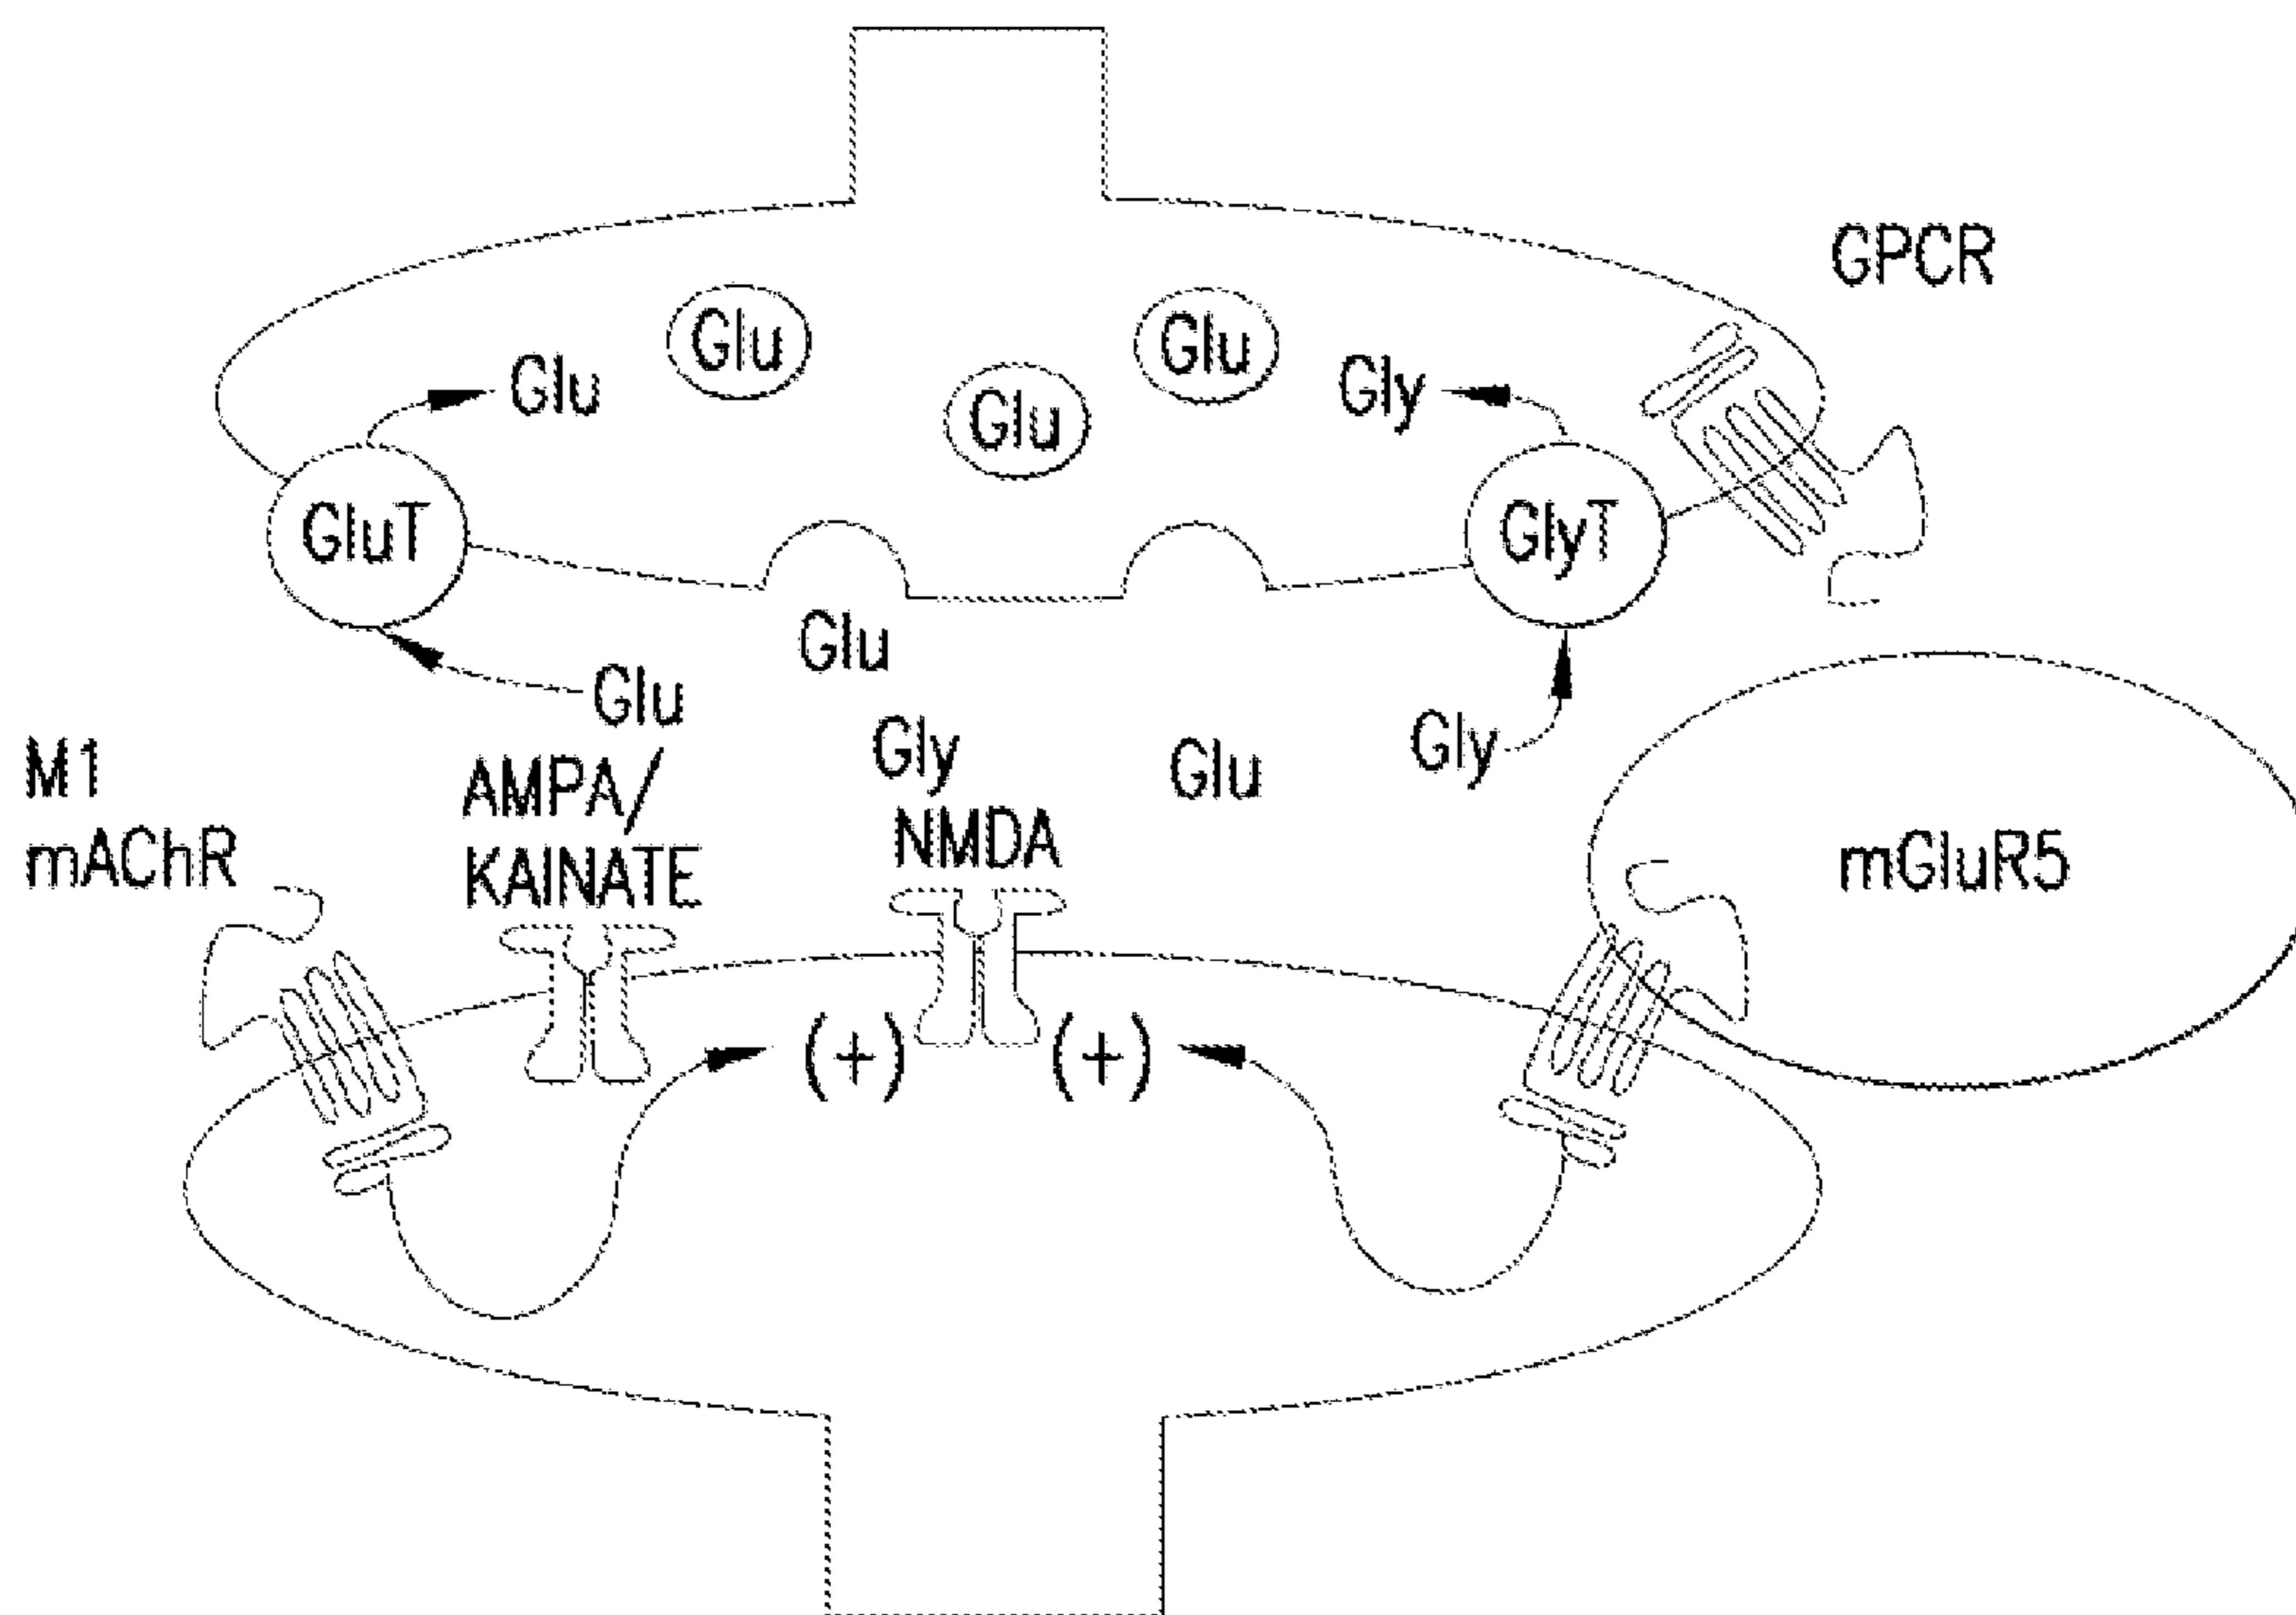 GPCR
Glu
Glu
Glu
Glu
Gly
GluT
GlyT
Glu
Glu
Gly
Glu
Gly
M1
mAChR
AMPA/
KAINATE
NMDA
mGluR5
(+)
(+)